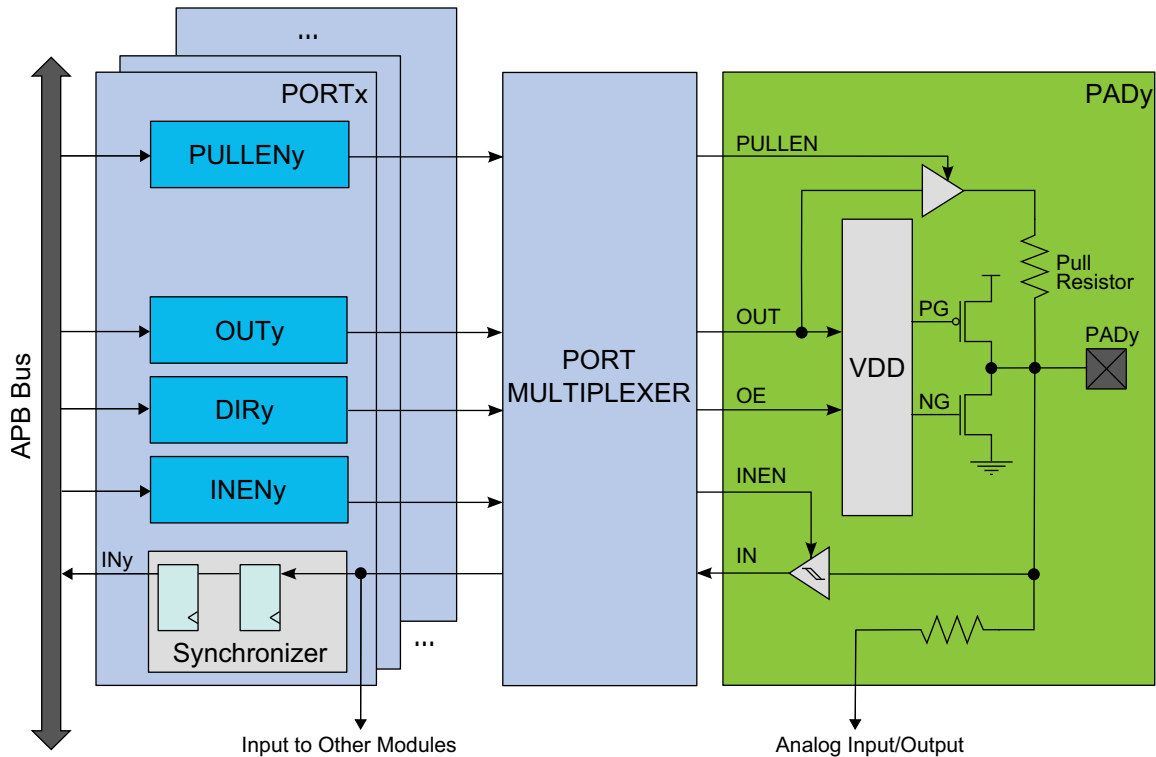 ...
PORTx
PADy
PULLENy
PULLEN
Pull
Resistor
OUTy
OUT
PG
PADy
PORT
MULTIPLEXER
VDD
APB Bus
DIRy
OE
NG
INENy
INEN
INy
IN
Synchronizer
...
Input to Other Modules
Analog Input/Output